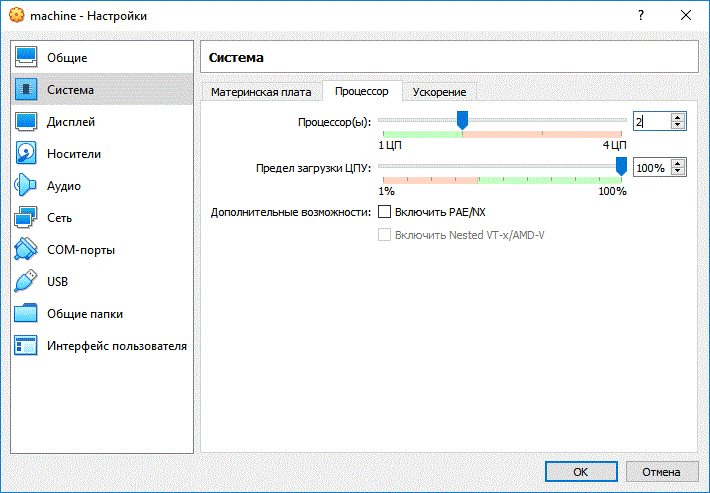 machine - Настройки
Общие
Система
Дисплей
Носители
Аудио
Сеть
COM-порты
USB
Общие папки
Интерфейс пользователя
Система
Материнская плата Процессор Ускорение
Процессор(ы): 2
1 ЦП 4 ЦП
Предел загрузки ЦПУ: 100%
1% 100%
Дополнительные возможности: Включить PAE/NX
Включить Nested VT-x/AMD-V
OK Отмена